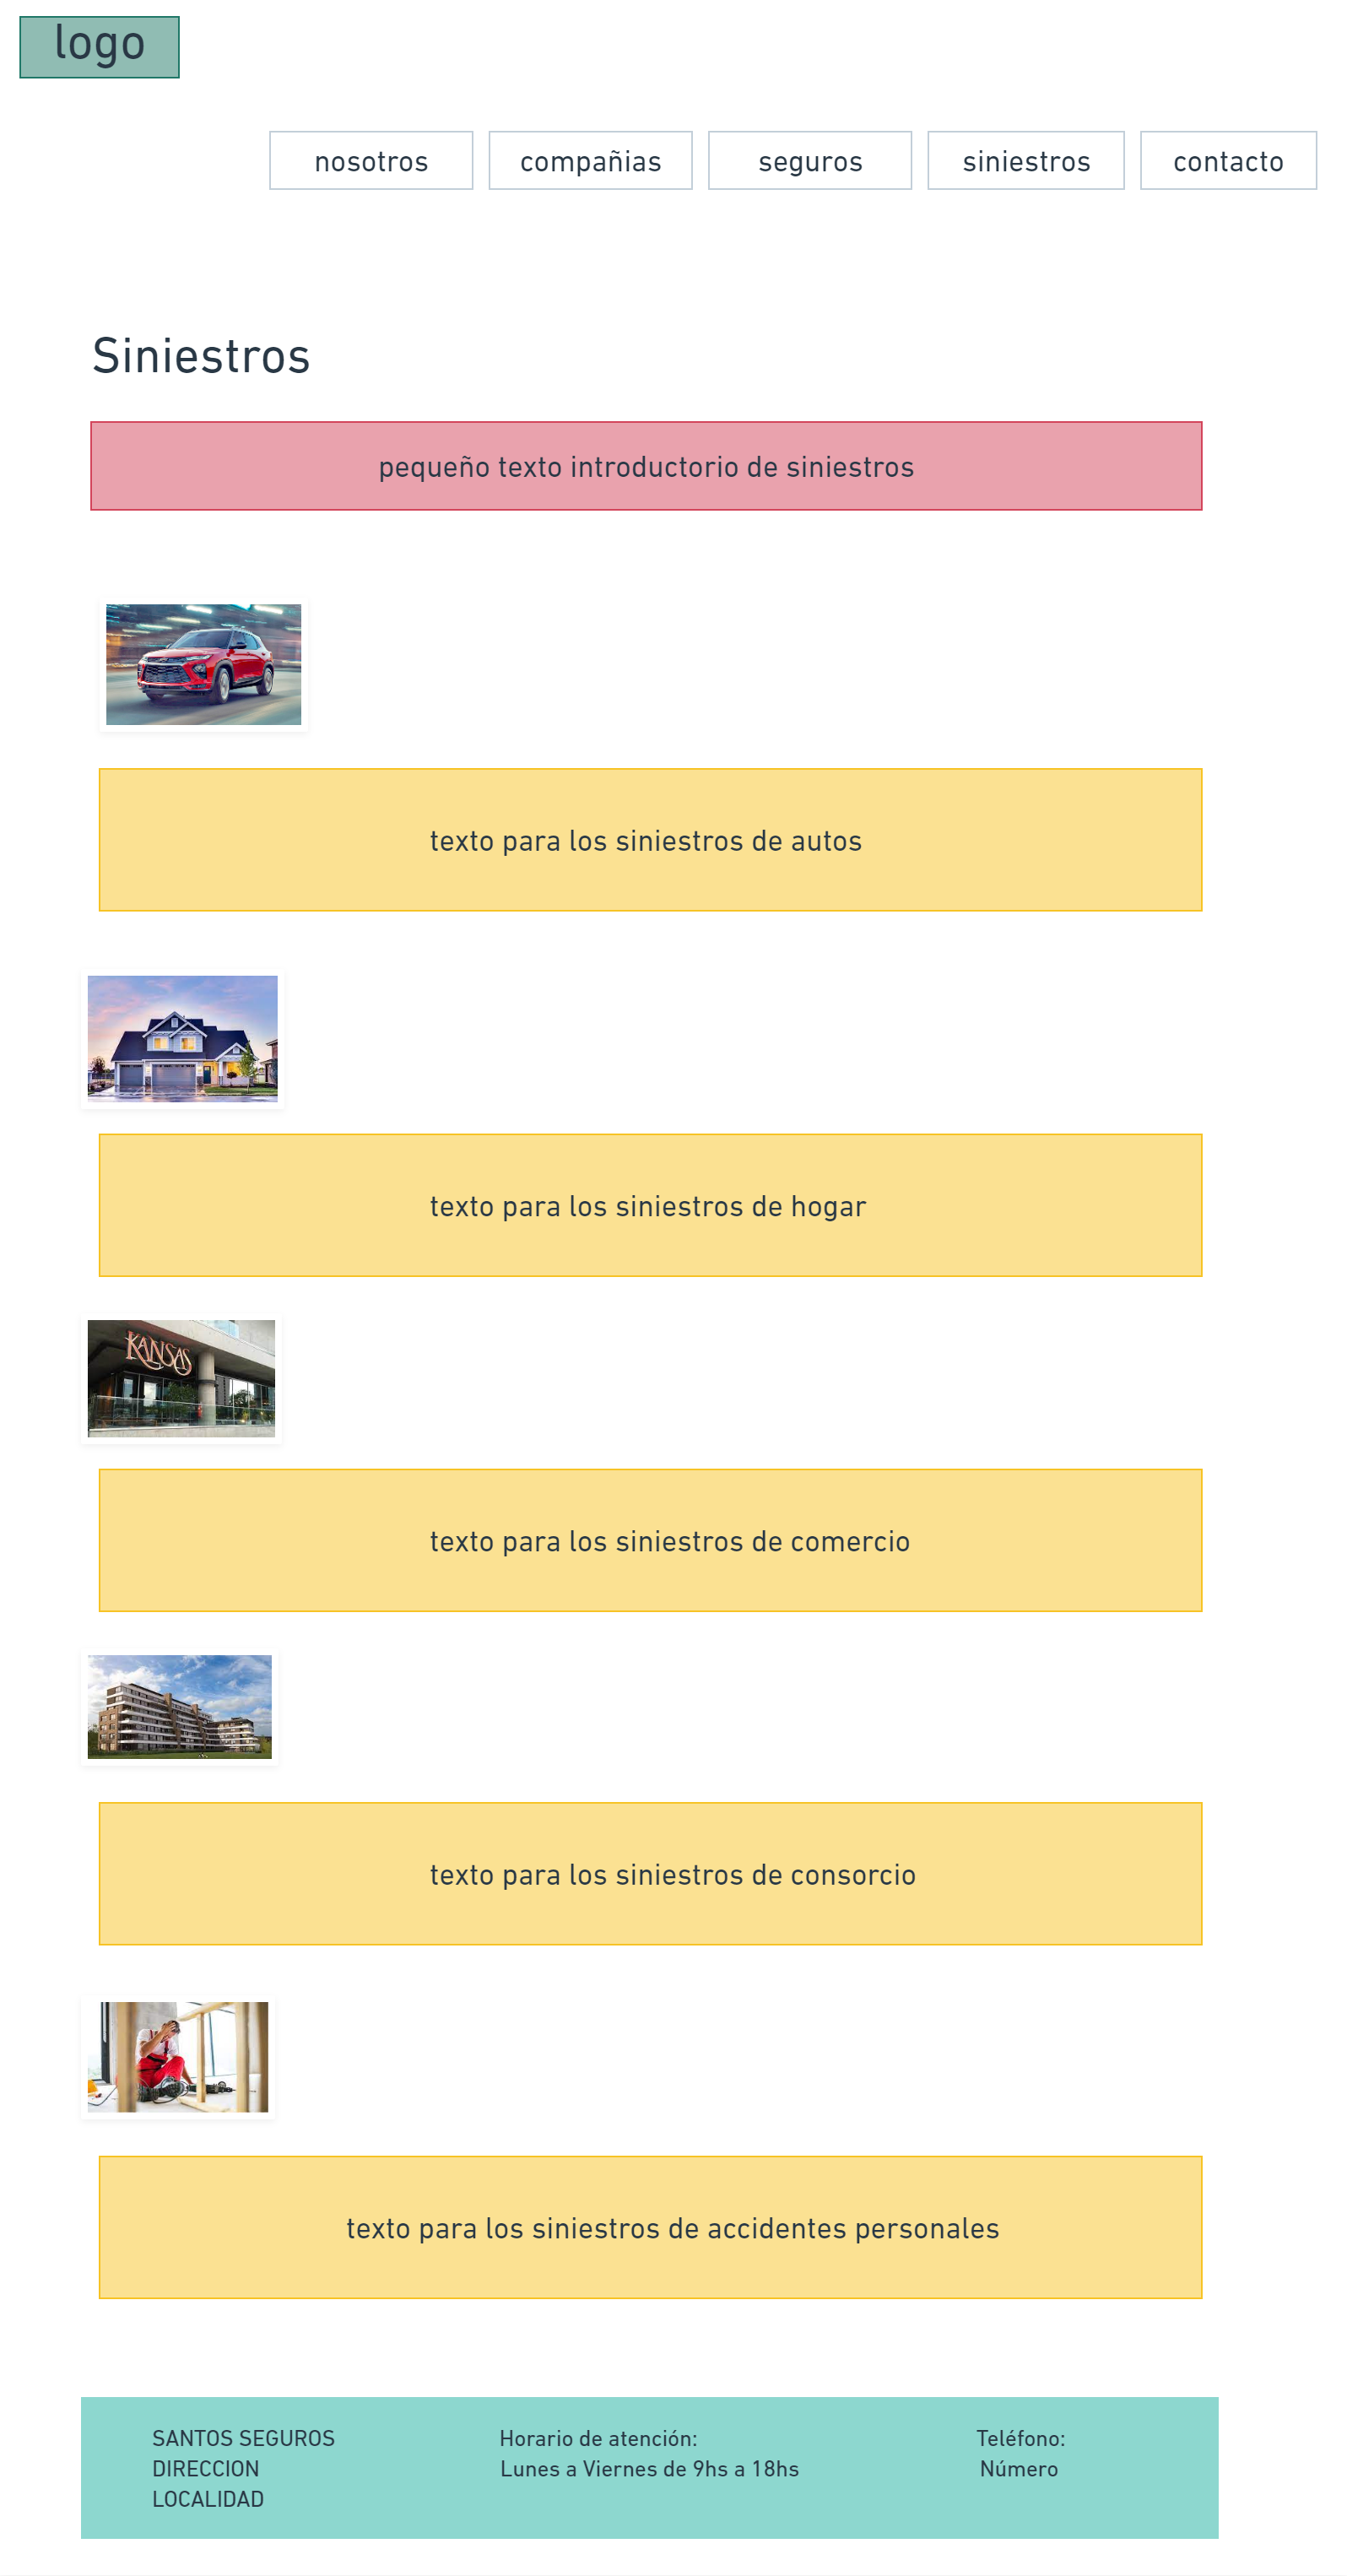 logo
nosotros
compañias
seguros
siniestros
contacto
Siniestros
pequeño texto introductorio de siniestros
texto para los siniestros de autos
texto para los siniestros de hogar
KANSAS
texto para los siniestros de comercio
texto para los siniestros de consorcio
texto para los siniestros de accidentes personales
SANTOS SEGUROS
DIRECCION
LOCALIDAD
Horario de atención:
Lunes a Viernes de 9hs a 18hs
Teléfono:
Número